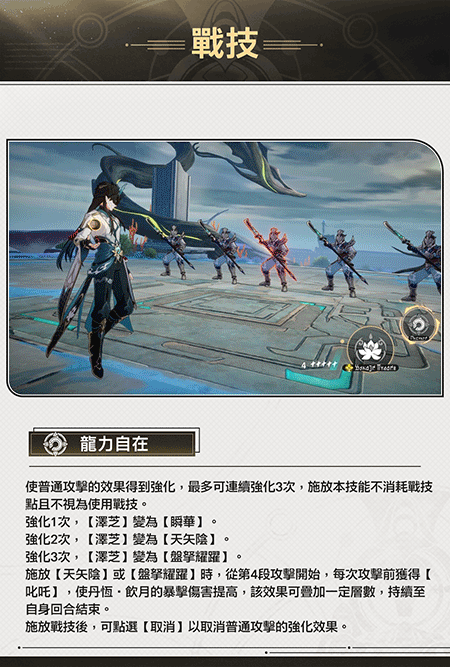 戰技
4
龍力自在
使普通攻擊的效果得到強化，最多可連續強化3次，施放本技能不消耗戰技
點且不視為使用戰技。
強化1次，【澤芝】變為【瞬華】。
強化2次，【澤芝】變為【天矢陰】。
強化3次，【澤芝】變為【盤拏耀躍】。
施放【天矢陰】或【盤拏耀躍】時，從第4段攻擊開始，每次攻擊前獲得【
叱吒】，使丹恆•飲月的暴擊傷害提高，該效果可疊加一定層數，持續至
自身回合結束。
施放戰技後，可點選【取消】以取消普通攻擊的強化效果。